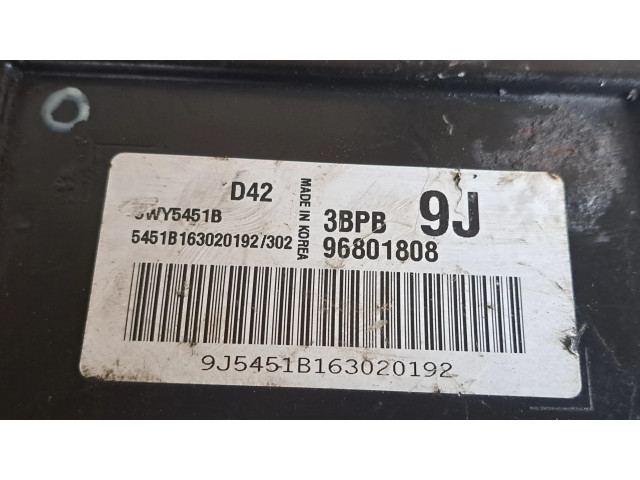 D42
WY5451B
5451B163020192/302
MADE IN KOREA
3BPB 9J
96801808
9J5451B163020192